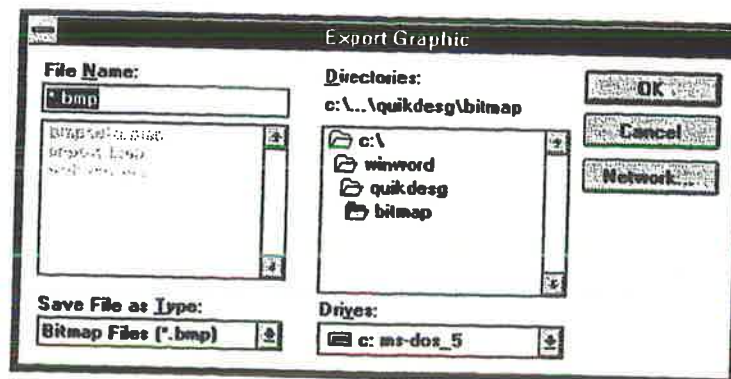 Export Graphic
File Name:
*.bmp
Directories:
c:\...\quikdesg\bitmap
c:\
winword
quikdesg
bitmap
OK
Cancel
Network...
Save File as Type:
Bitmap Files (*.bmp)
Drives:
c: ms-dos_5